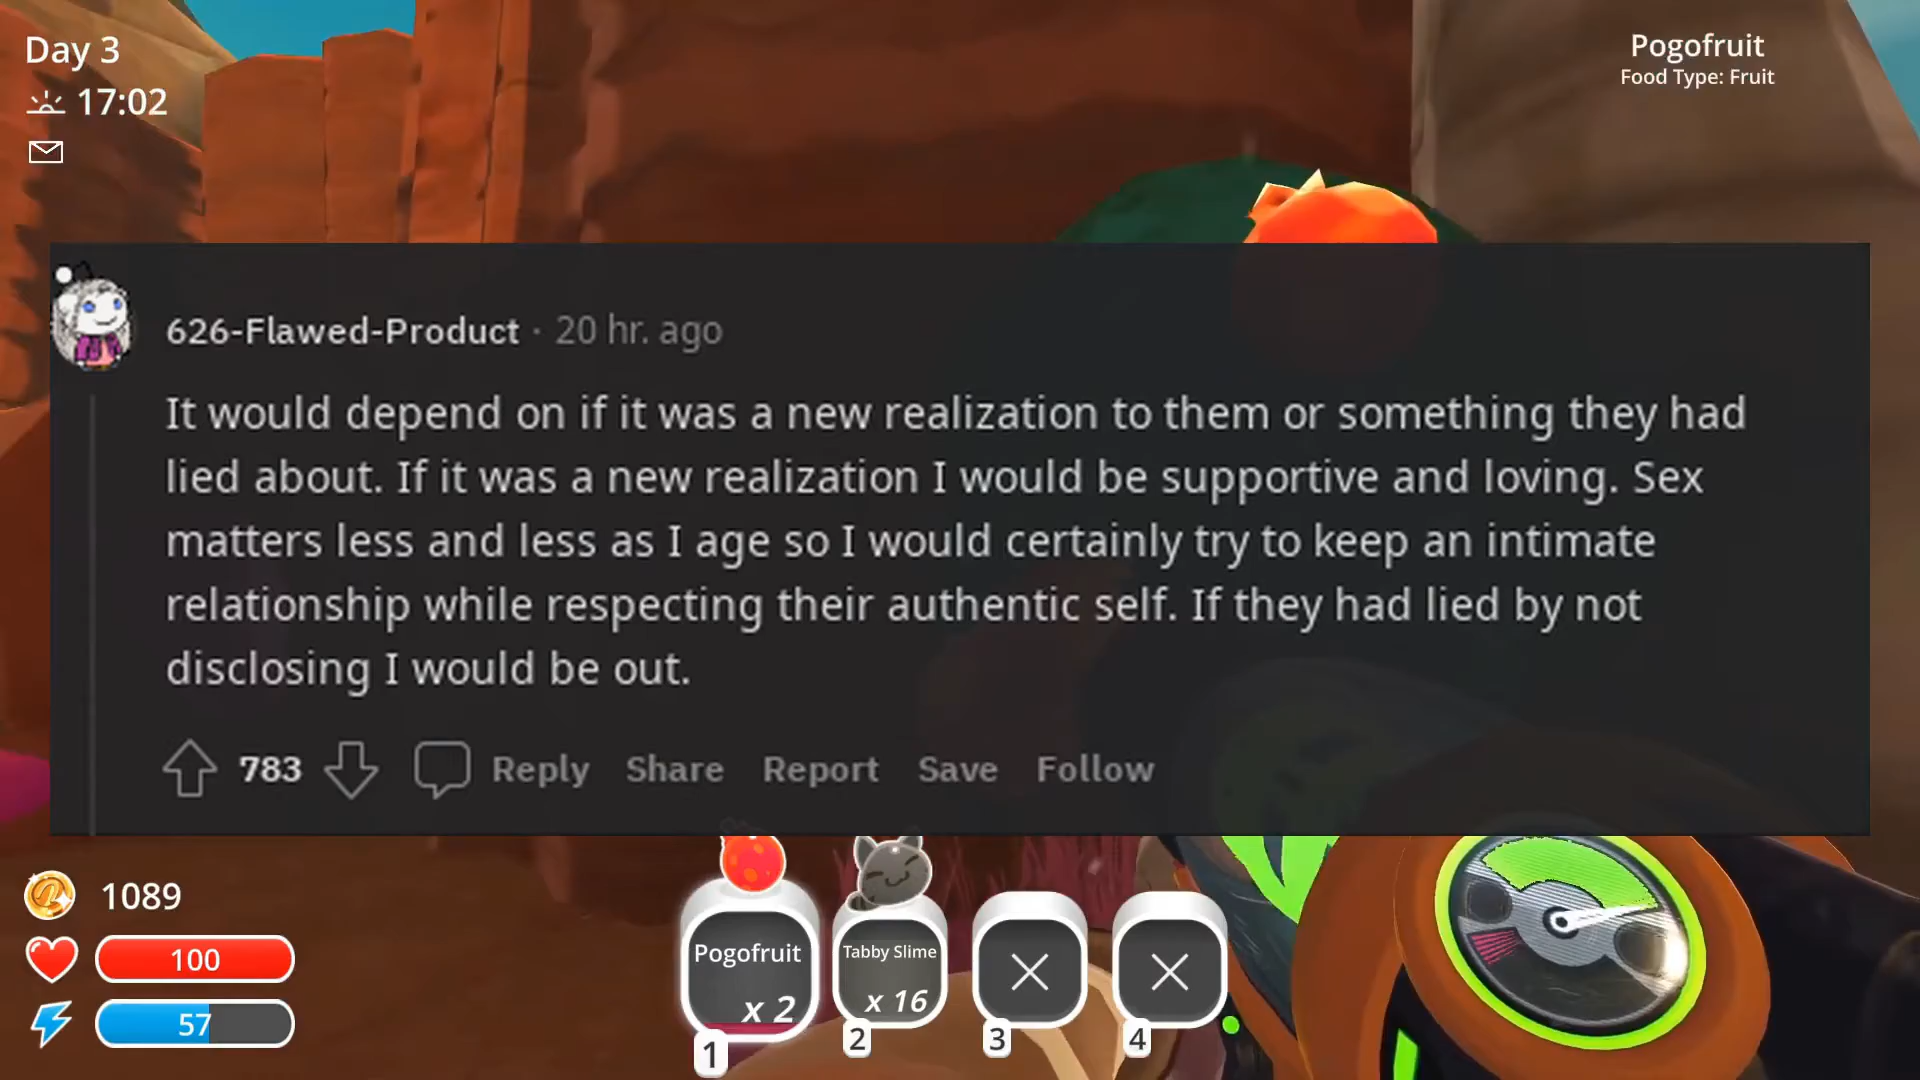 Day 3
17:02
Pogofruit
Food Type: Fruit
626-Flawed-Product · 20 hr. ago
It would depend on if it was a new realization to them or something they had
lied about. If it was a new realization I would be supportive and loving. Sex
matters less and less as I age so I would certainly try to keep an intimate
relationship while respecting their authentic self. If they had lied by not
disclosing I would be out.
783 Reply Share Report Save Follow
1089
100
57
Pogofruit
x 2
1
Tabby Slime
x 16
2
3
4